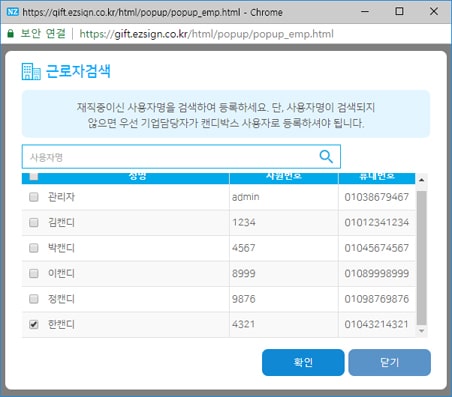 NZ https://gift.ezsign.co.kr/html/popup/popup_emp.html - Chrome
보안 연결 | https://gift.ezsign.co.kr/html/popup/popup_emp.html
근로자검색
재직중이신 사용자명을 검색하여 등록하세요. 단, 사용자명이 검색되지
않으면 우선 기업담당자가 캔디박스 사용자로 등록하셔야 됩니다.
사용자명
성명 사원번호 휴대번호
관리자 admin 01038679467
김캔디 1234 01012341234
박캔디 4567 01045674567
이캔디 8999 01089998999
정캔디 9876 01098769876
한캔디 4321 01043214321
확인 닫기